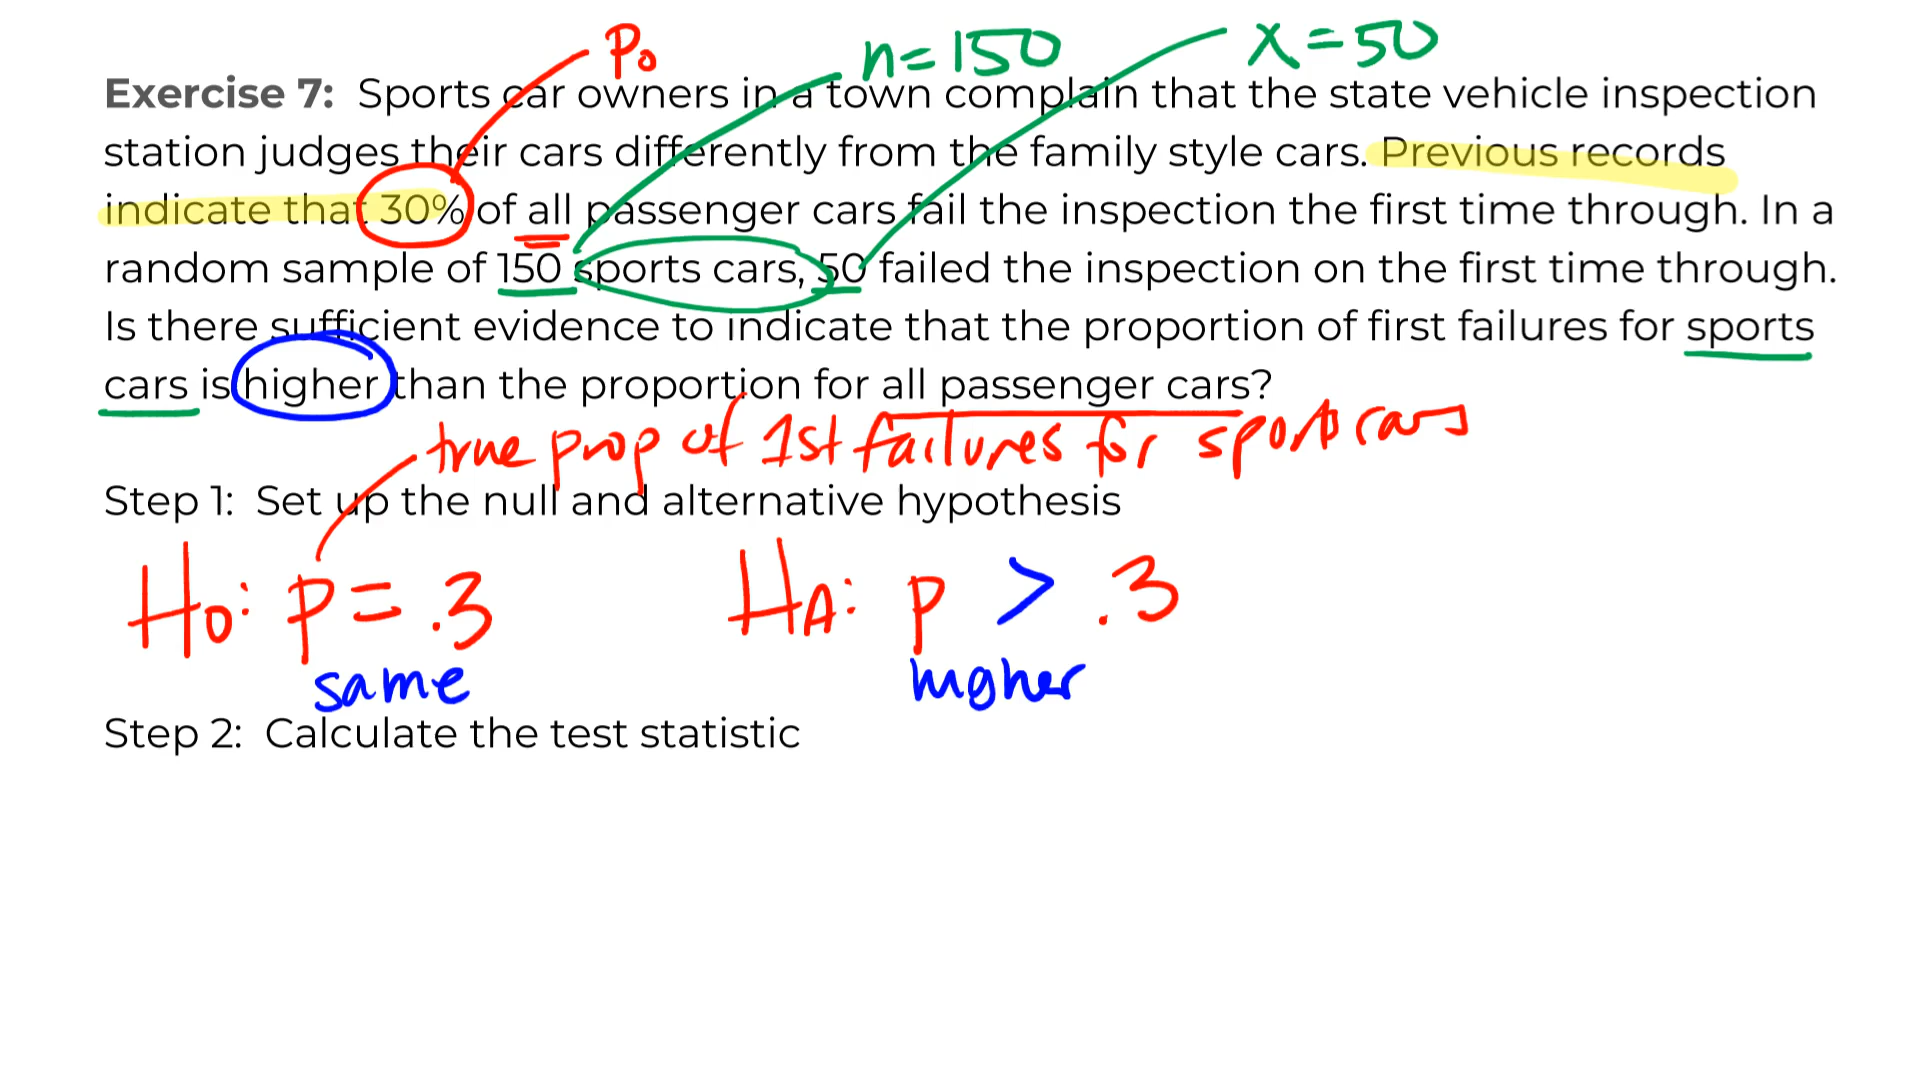 P₀ n=150 x=50
Exercise 7: Sports car owners in a town complain that the state vehicle inspection
station judges their cars differently from the family style cars. Previous records
indicate that 30% of all passenger cars fail the inspection the first time through. In a
random sample of 150 sports cars, 50 failed the inspection on the first time through.
Is there sufficient evidence to indicate that the proportion of first failures for sports
cars is higher than the proportion for all passenger cars?
true prop of 1st failures for sports cars
Step 1: Set up the null and alternative hypothesis
H₀: p = .3 Hᴀ: p > .3
same higher
Step 2: Calculate the test statistic